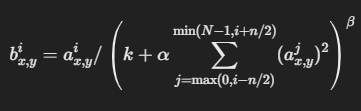 b^i_{x,y} = a^i_{x,y} / ( k + α ∑_{j=max(0,i−n/2)}^{min(N−1,i+n/2)} (a^j_{x,y})^2 )^β